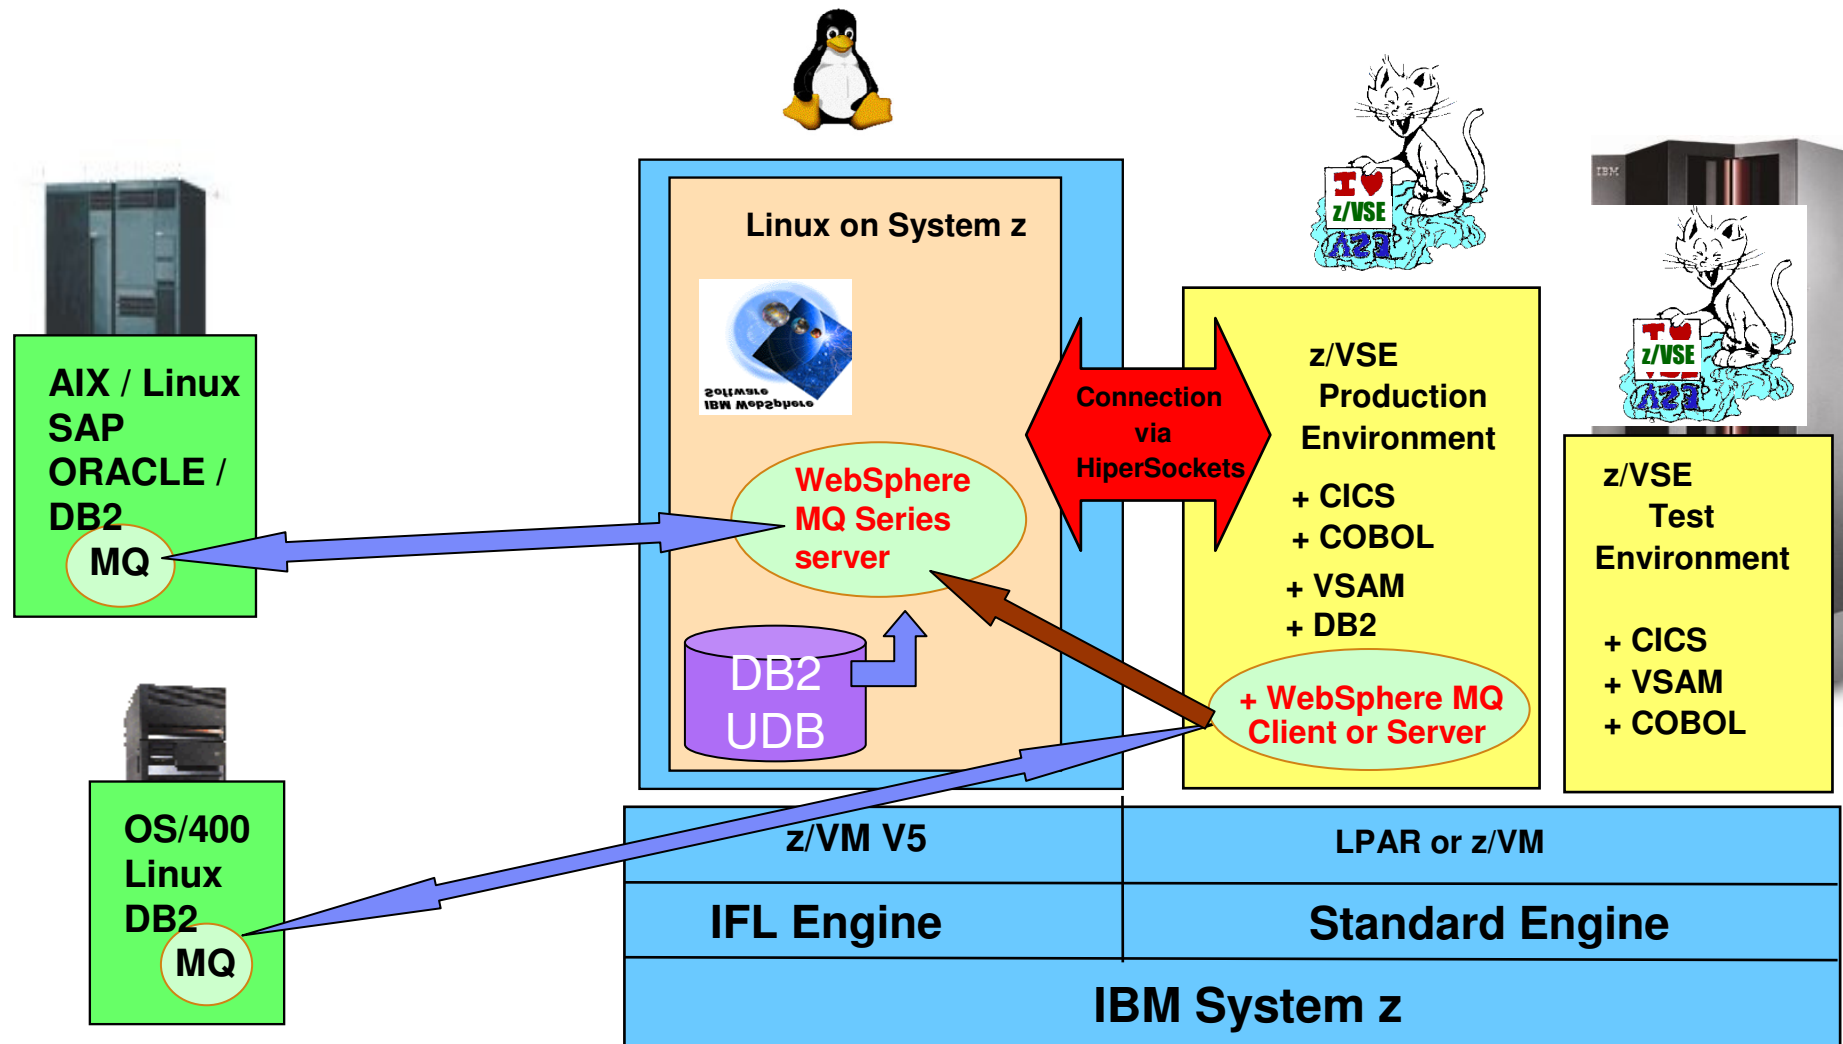 IBM
I ♥
z/VSE
I ♥
z/VSE
Linux on System z
Software
IBM WebSphere
WebSphere
MQ Series
server
DB2
UDB
AIX / Linux
SAP
ORACLE /
DB2
MQ
OS/400
Linux
DB2
MQ
Connection
via
HiperSockets
z/VSE
Production
Environment
+ CICS
+ COBOL
+ VSAM
+ DB2
+ WebSphere MQ
Client or Server
z/VSE
Test
Environment
+ CICS
+ VSAM
+ COBOL
z/VM V5
LPAR or z/VM
IFL Engine
Standard Engine
IBM System z